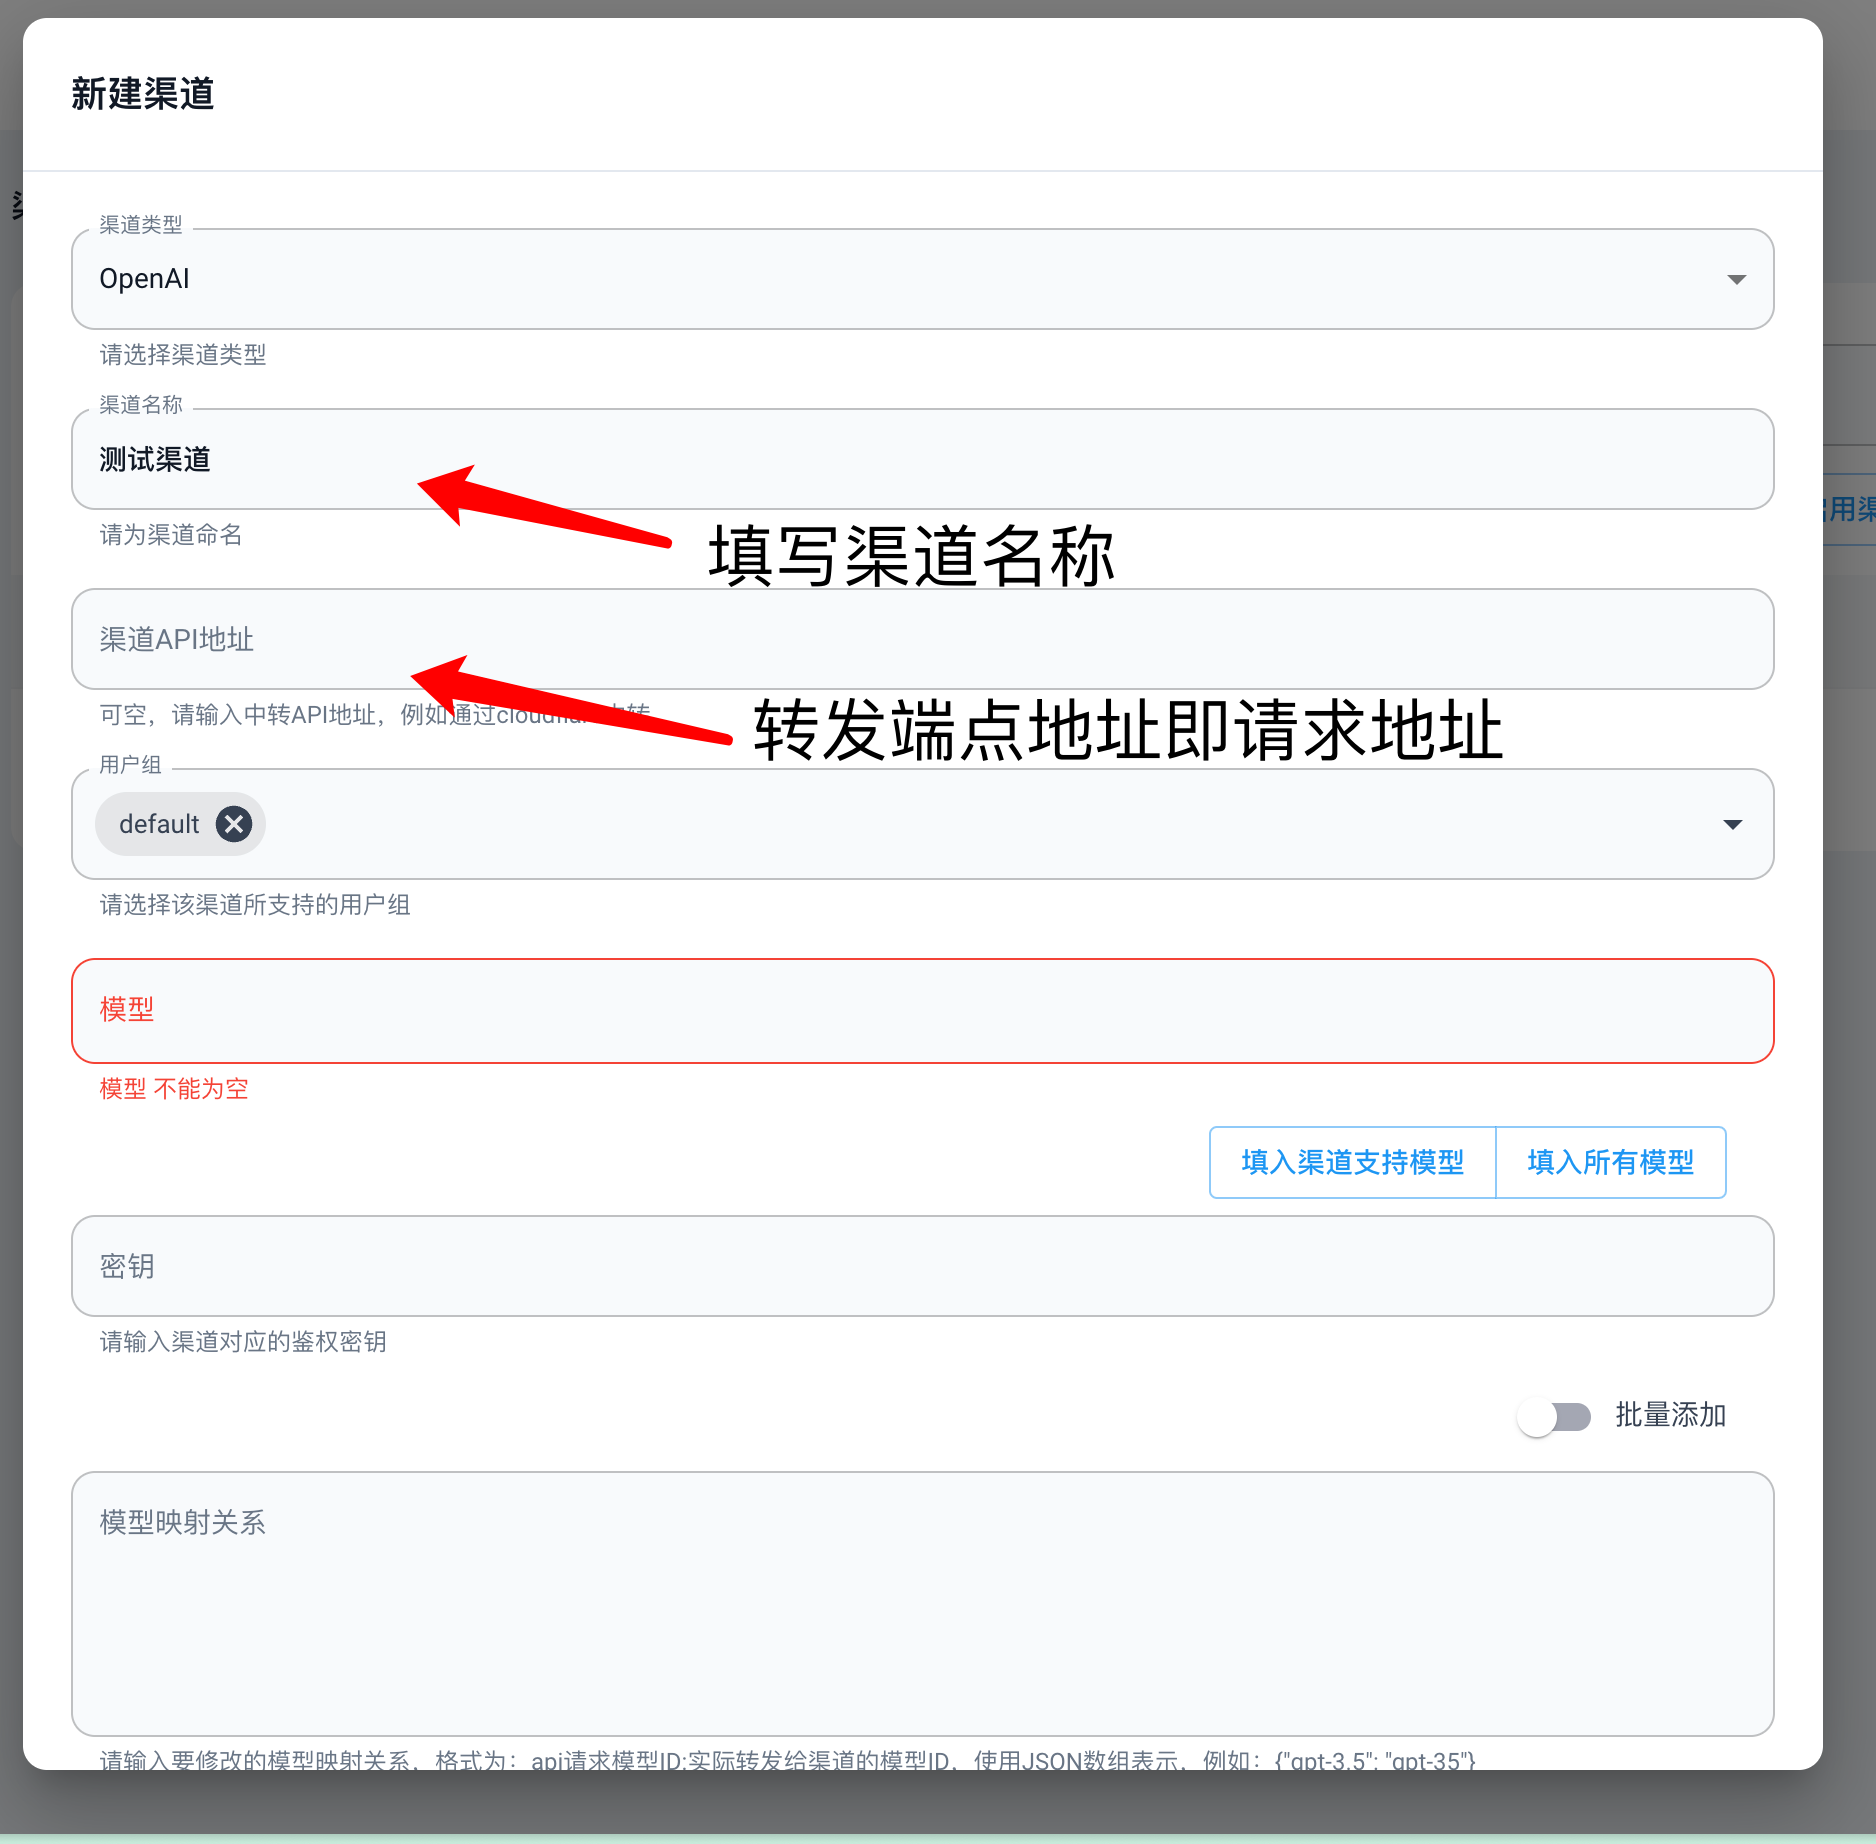 新建渠道
渠道类型
OpenAI
请选择渠道类型
渠道名称
测试渠道
请为渠道命名
填写渠道名称
渠道API地址
可空，请输入中转API地址，例如通过cloudflare中转
转发端点地址即请求地址
用户组
default
请选择该渠道所支持的用户组
模型
模型 不能为空
填入渠道支持模型
填入所有模型
密钥
请输入渠道对应的鉴权密钥
批量添加
模型映射关系
请输入要修改的模型映射关系，格式为：api请求模型ID:实际转发给渠道的模型ID，使用JSON数组表示，例如：{"gpt-3.5": "gpt-35"}